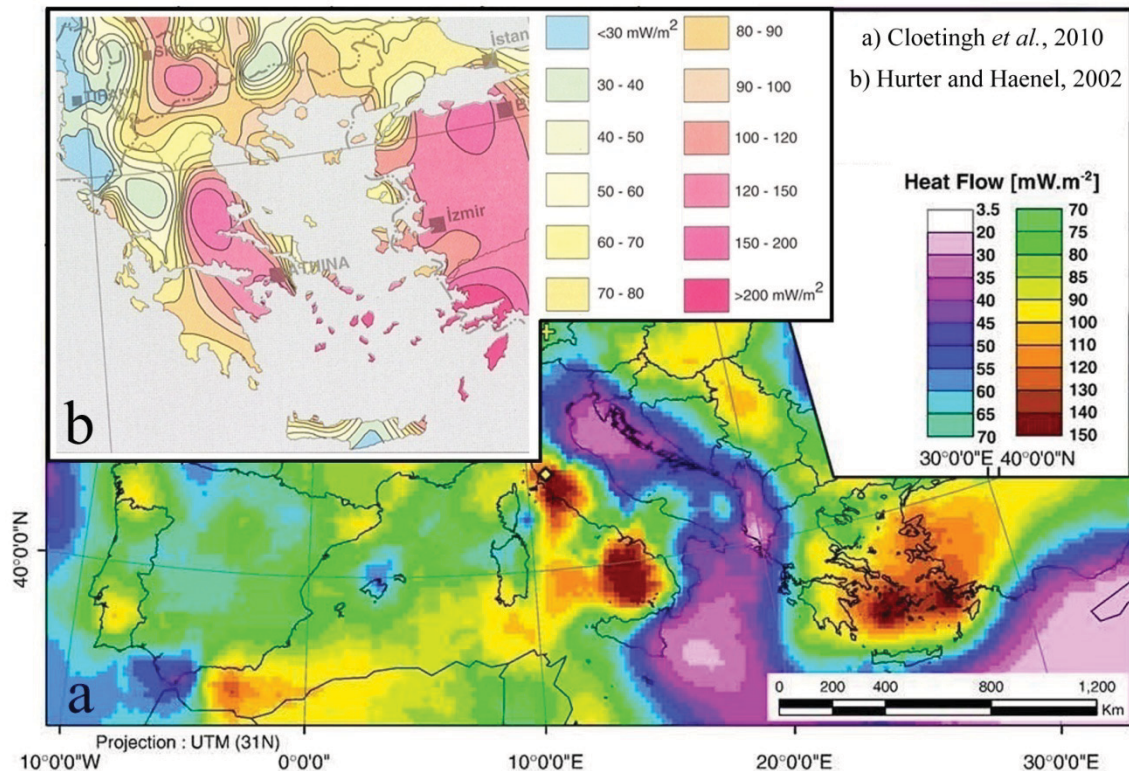 SKOPJE
TIRANA
İstan
İzmir
ATHINA
b
<30 mW/m²
30 - 40
40 - 50
50 - 60
60 - 70
70 - 80
80 - 90
90 - 100
100 - 120
120 - 150
150 - 200
>200 mW/m²
a) Cloetingh et al., 2010
b) Hurter and Haenel, 2002
Heat Flow [mW.m⁻²]
3.5
20
30
35
40
45
50
55
60
65
70
70
75
80
85
90
100
110
120
130
140
150
30°0'0"E 40°0'0"N
40°0'0"N
a
0 200 400 800 1,200
Km
Projection : UTM (31N)
10°0'0"W 0°0'0" 10°0'0"E 20°0'0"E 30°0'0"E